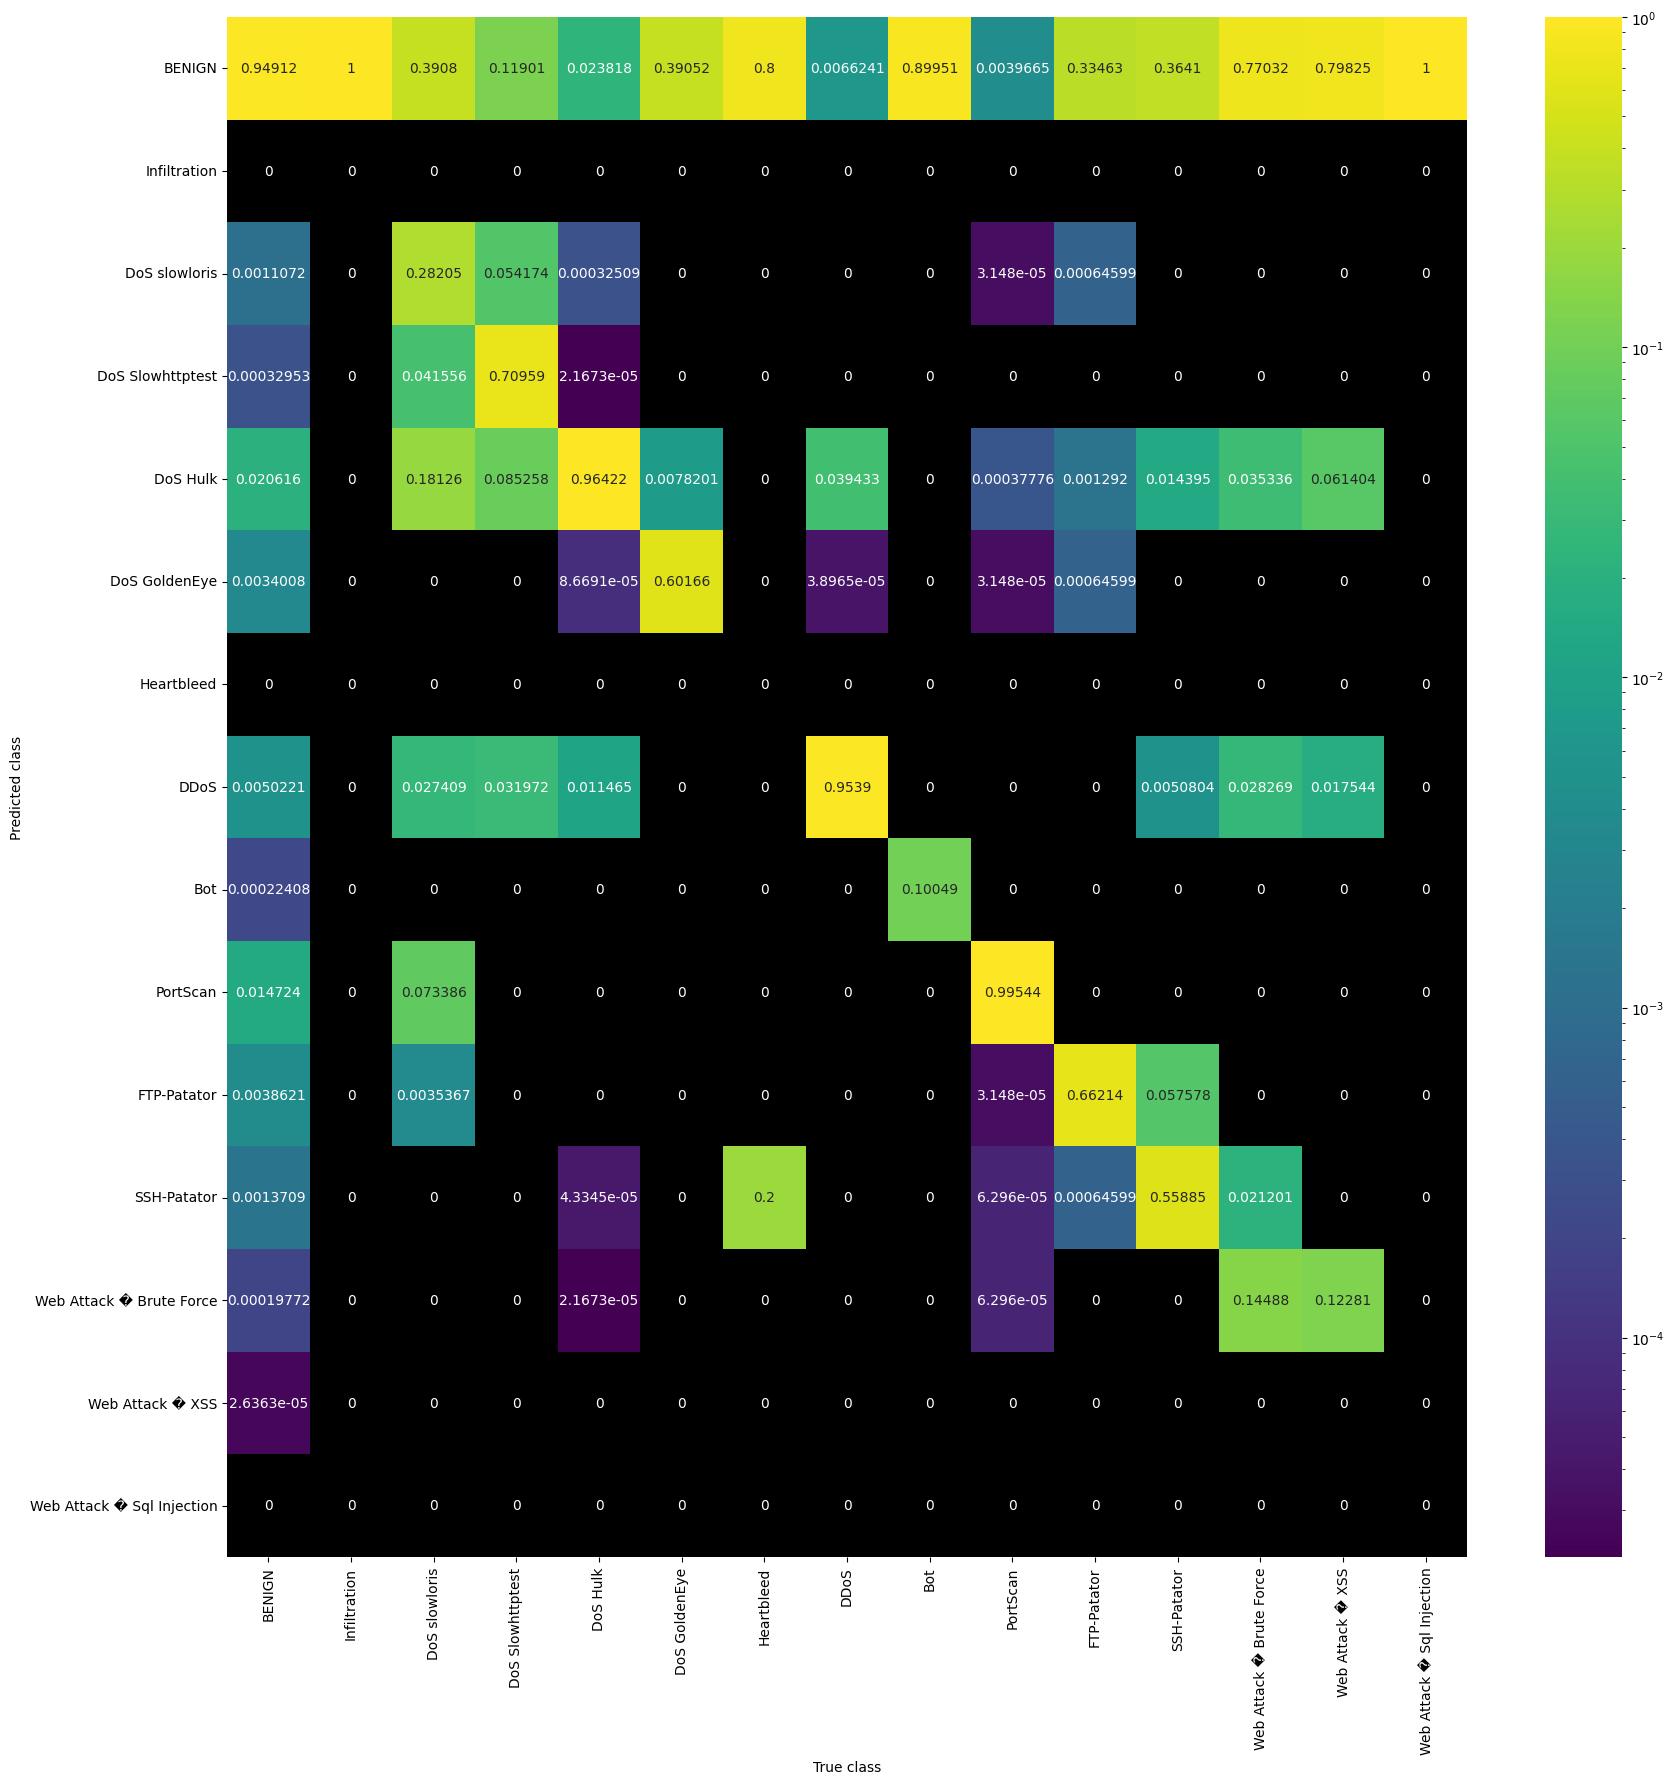 BENIGN 0.94912 1 0.3908 0.11901 0.023818 0.39052 0.8 0.0066241 0.89951 0.0039665 0.33463 0.3641 0.77032 0.79825 1
Infiltration 0 0 0 0 0 0 0 0 0 0 0 0 0 0 0
DoS slowloris 0.0011072 0 0.28205 0.054174 0.00032509 0 0 0 0 3.148e-05 0.00064599 0 0 0 0
DoS Slowhttptest 0.00032953 0 0.041556 0.70959 2.1673e-05 0 0 0 0 0 0 0 0 0 0
DoS Hulk 0.020616 0 0.18126 0.085258 0.96422 0.0078201 0 0.039433 0 0.00037776 0.001292 0.014395 0.035336 0.061404 0
DoS GoldenEye 0.0034008 0 0 0 8.6691e-05 0.60166 0 3.8965e-05 0 3.148e-05 0.00064599 0 0 0 0
Heartbleed 0 0 0 0 0 0 0 0 0 0 0 0 0 0 0
DDoS 0.0050221 0 0.027409 0.031972 0.011465 0 0 0.9539 0 0 0 0.0050804 0.028269 0.017544 0
Bot 0.00022408 0 0 0 0 0 0 0 0.10049 0 0 0 0 0 0
PortScan 0.014724 0 0.073386 0 0 0 0 0 0 0.99544 0 0 0 0 0
FTP-Patator 0.0038621 0 0.0035367 0 0 0 0 0 0 3.148e-05 0.66214 0.057578 0 0 0
SSH-Patator 0.0013709 0 0 0 4.3345e-05 0 0.2 0 0 6.296e-05 0.00064599 0.55885 0.021201 0 0
Web Attack � Brute Force 0.00019772 0 0 0 2.1673e-05 0 0 0 0 6.296e-05 0 0 0.14488 0.12281 0
Web Attack � XSS 2.6363e-05 0 0 0 0 0 0 0 0 0 0 0 0 0 0
Web Attack � Sql Injection 0 0 0 0 0 0 0 0 0 0 0 0 0 0 0
Predicted class
BENIGN
Infiltration
DoS slowloris
DoS Slowhttptest
DoS Hulk
DoS GoldenEye
Heartbleed
DDoS
Bot
PortScan
FTP-Patator
SSH-Patator
Web Attack � Brute Force
Web Attack � XSS
Web Attack � Sql Injection
True class
10⁰
10⁻¹
10⁻²
10⁻³
10⁻⁴